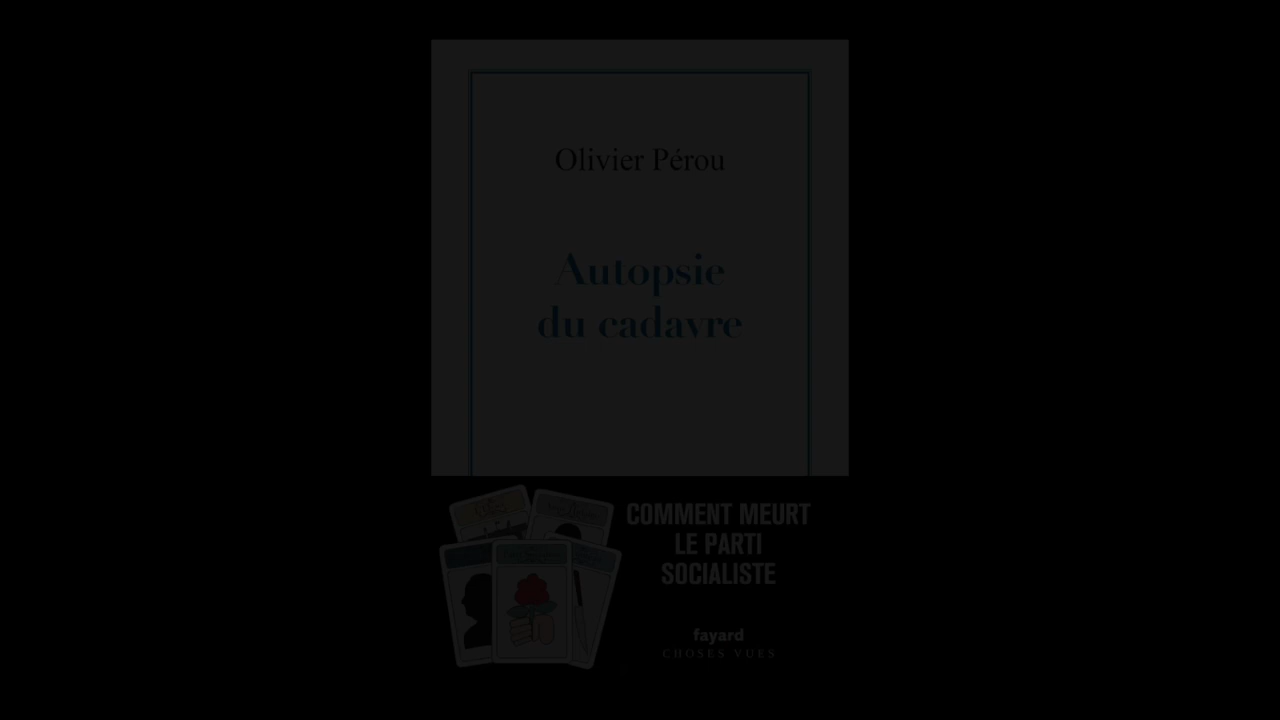 Olivier Pérou
Autopsie
du cadavre
COMMENT MEURT
LE PARTI
SOCIALISTE
fayard
CHOSES VUES